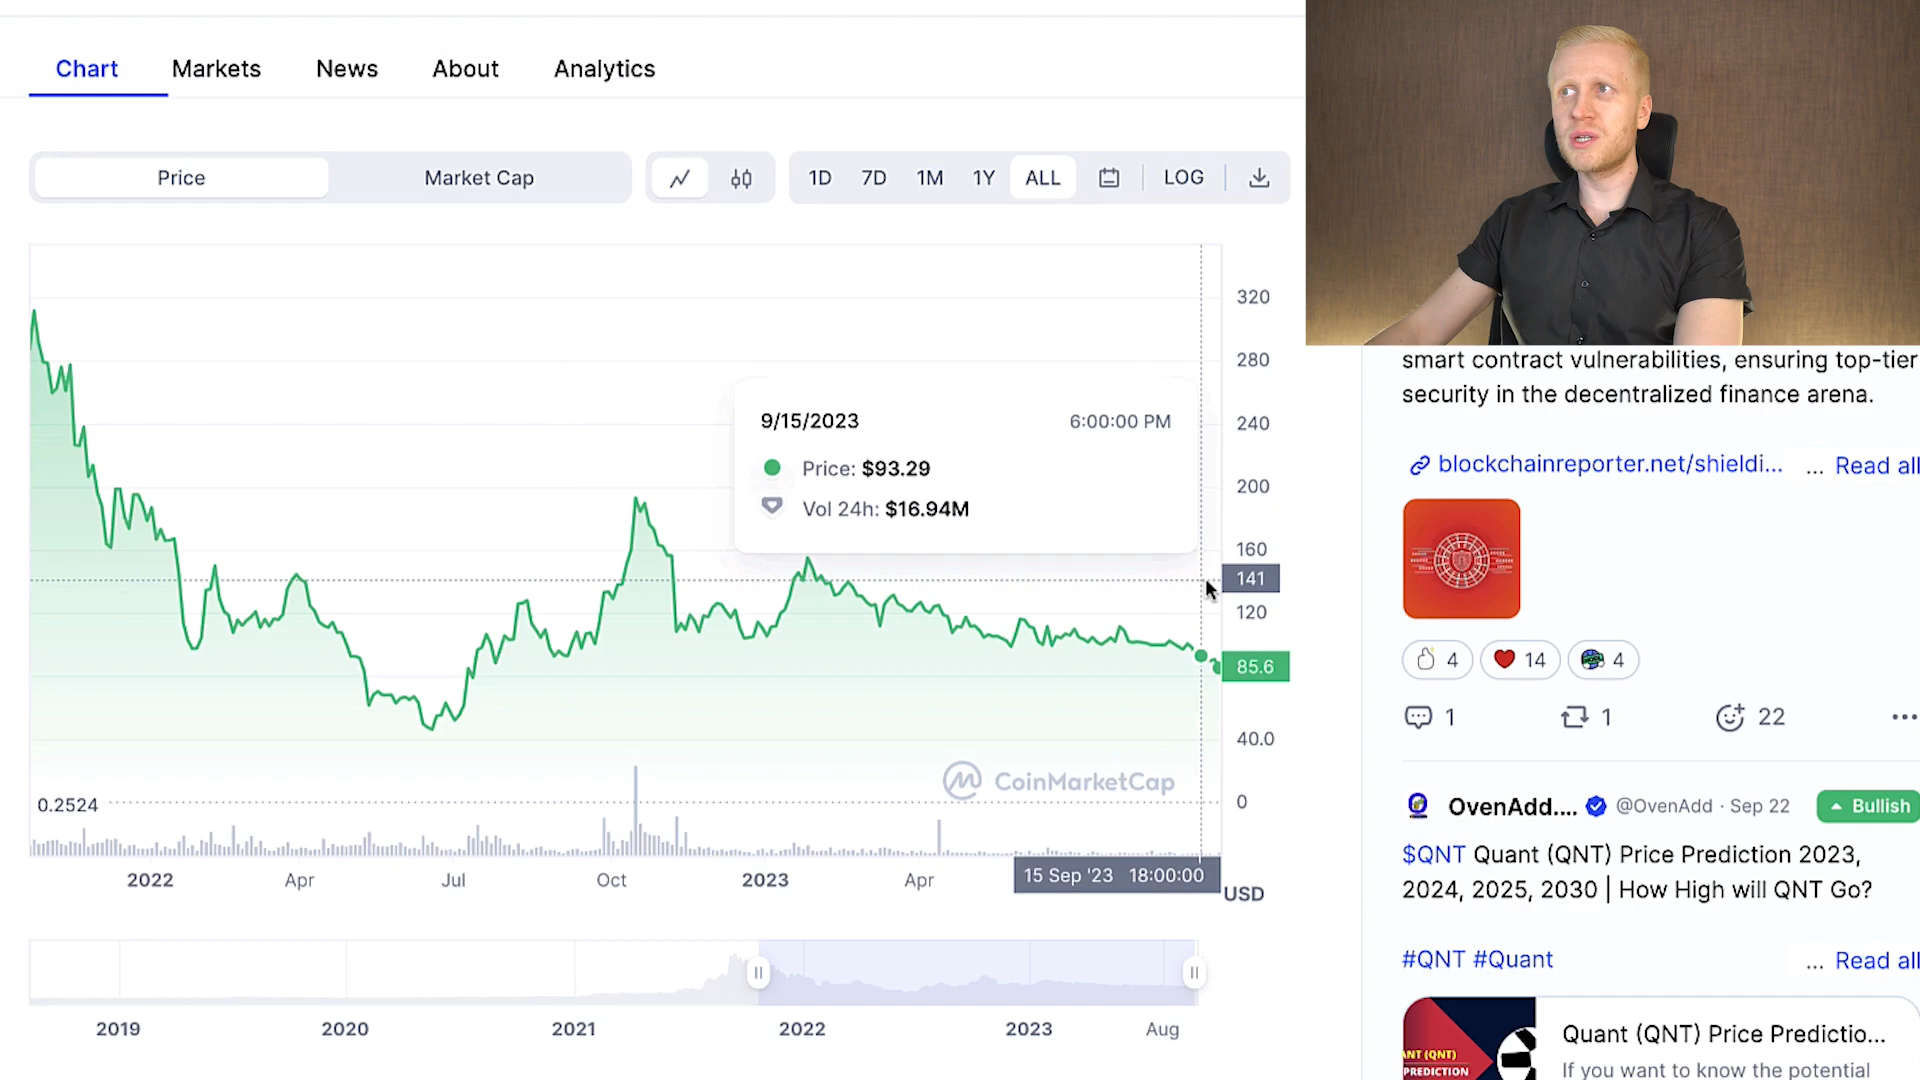 Chart Markets News About Analytics
Price Market Cap 1D 7D 1M 1Y ALL LOG
320
280
240
200
160
141
120
85.6
40.0
0
9/15/2023 6:00:00 PM
Price: $93.29
Vol 24h: $16.94M
CoinMarketCap
0.2524
2022 Apr Jul Oct 2023 Apr 15 Sep '23 18:00:00
USD
2019 2020 2021 2022 2023 Aug
smart contract vulnerabilities, ensuring top-tier
security in the decentralized finance arena.
blockchainreporter.net/shieldi... ... Read all
4 14 4
1 1 22
OvenAdd.... @OvenAdd · Sep 22 Bullish
$QNT Quant (QNT) Price Prediction 2023,
2024, 2025, 2030 | How High will QNT Go?
#QNT #Quant ... Read all
ANT (QNT)
PREDICTION
Quant (QNT) Price Predictio...
If you want to know the potential